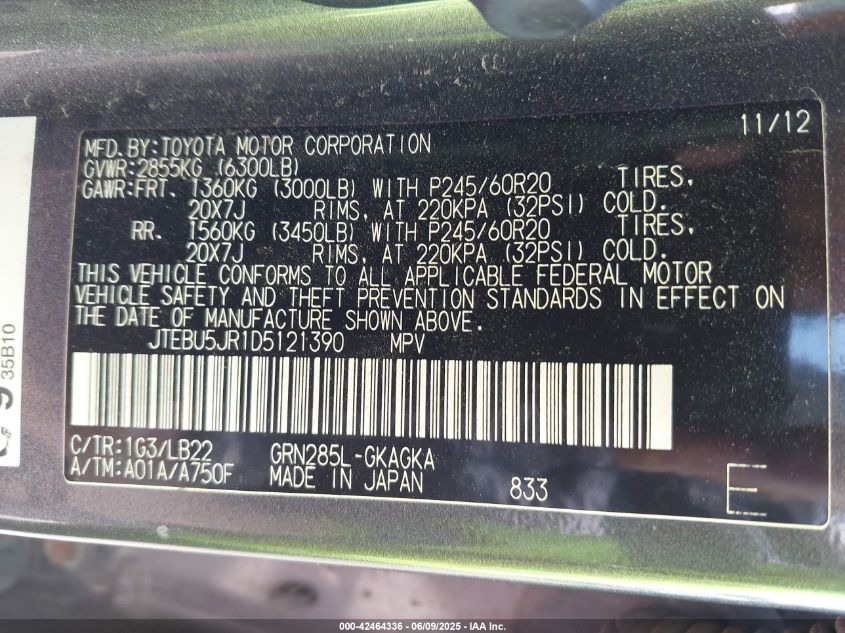 11/12
MFD.BY:TOYOTA MOTOR CORPORATION
GVWR:2855KG (6300LB)
GAWR:FRT. 1360KG (3000LB) WITH P245/60R20 TIRES,
20X7J RIMS, AT 220KPA (32PSI) COLD.
RR. 1560KG (3450LB) WITH P245/60R20 TIRES,
20X7J RIMS, AT 220KPA (32PSI) COLD.
THIS VEHICLE CONFORMS TO ALL APPLICABLE FEDERAL MOTOR
VEHICLE SAFETY AND THEFT PREVENTION STANDARDS IN EFFECT ON
THE DATE OF MANUFACTURE SHOWN ABOVE.
JTEBU5JR1D5121390 MPV
C/TR:1G3/LB22 GRN285L-GKAGKA
A/TM:A01A/A750F MADE IN JAPAN 833 E
35B10
9
000-42464336 - 06/09/2025 - IAA Inc.